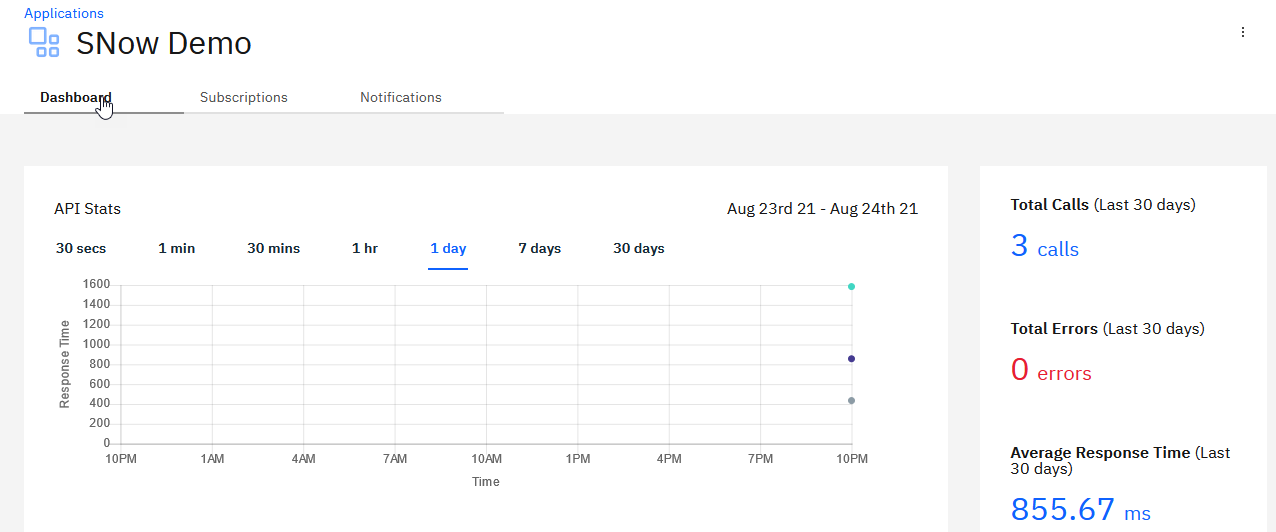 Applications
SNow Demo
Dashboard Subscriptions Notifications
API Stats Aug 23rd 21 - Aug 24th 21
30 secs 1 min 30 mins 1 hr 1 day 7 days 30 days
1600
1400
1200
1000
800
600
400
200
0
Response Time
10PM 1AM 4AM 7AM 10AM 1PM 4PM 7PM 10PM
Time
Total Calls (Last 30 days)
3 calls
Total Errors (Last 30 days)
0 errors
Average Response Time (Last
30 days)
855.67 ms